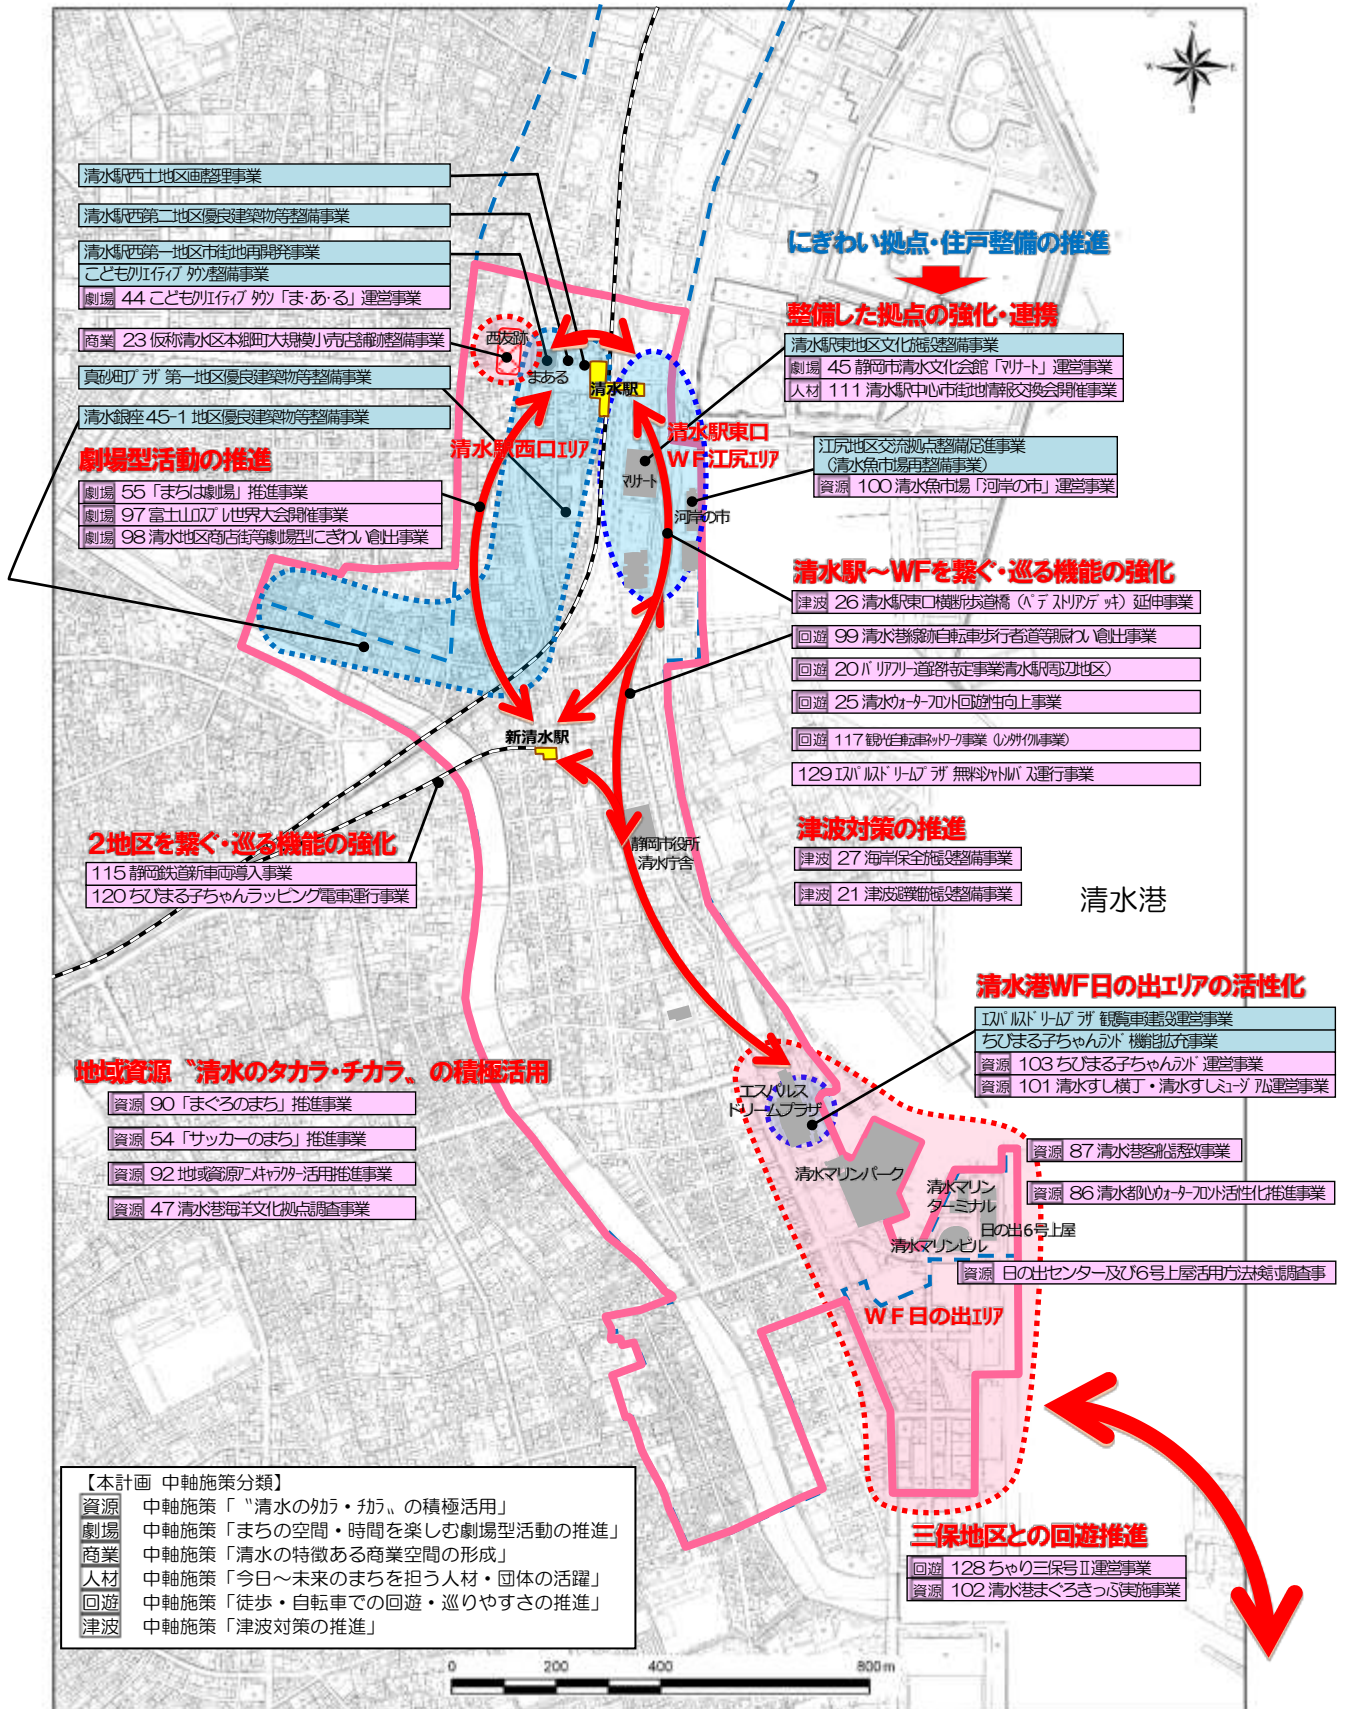 N
W
E
S
清水駅西土地区画整理事業
清水駅西第二地区優良建築物等整備事業
清水駅西第一地区市街地再開発事業
こどもクリエイティブタウン整備事業
劇場 44 こどもクリエイティブタウン「ま・あ・る」運営事業
商業 23 仮称清水区本郷町大規模小売店舗跡整備事業
真砂町プラザ第一地区優良建築物等整備事業
清水銀座45-1地区優良建築物等整備事業
劇場型活動の推進
劇場 55「まちは劇場」推進事業
劇場 97 富士山コスプレ世界大会開催事業
劇場 98 清水地区商店街等劇場型にぎわい創出事業
西友跡
まある
清水駅
清水駅西口エリア
清水駅東口
WF江尻エリア
マリナート
河岸の市
にぎわい拠点・住戸整備の推進
整備した拠点の強化・連携
清水駅東地区文化施設整備事業
劇場 45 静岡市清水文化会館「マリナート」運営事業
人材 111 清水駅中心市街地情報交換会開催事業
江尻地区交流拠点整備促進事業
(清水魚市場再整備事業)
資源 100 清水魚市場「河岸の市」運営事業
清水駅～WFを繋ぐ・巡る機能の強化
津波 26 清水駅東口横断歩道橋(ペデストリアンデッキ)延伸事業
回遊 99 清水港線跡自転車歩行者道等賑わい創出事業
回遊 20 バリアフリー道路特定事業清水駅周辺地区)
回遊 25 清水ウォーターフロント回遊性向上事業
回遊 117 観光自転車ネットワーク事業(レンタサイクル事業)
129 エスパルスドリームプラザ無料シャトルバス運行事業
新清水駅
2地区を繋ぐ・巡る機能の強化
115 静岡鉄道新車両導入事業
120 ちびまる子ちゃんラッピング電車運行事業
静岡市役所
清水庁舎
津波対策の推進
津波 27 海岸保全施設整備事業
津波 21 津波避難施設整備事業
清水港
清水港WF日の出エリアの活性化
エスパルスドリームプラザ観覧車建設運営事業
ちびまる子ちゃんランド機能拡充事業
資源 103 ちびまる子ちゃんランド運営事業
資源 101 清水すし横丁・清水すしミュージアム運営事業
地域資源〝清水のタカラ・チカラ〟の積極活用
資源 90「まぐろのまち」推進事業
資源 54「サッカーのまち」推進事業
資源 92 地域資源アニメキャラクター活用推進事業
資源 47 清水港海洋文化拠点調査事業
エスパルス
ドリームプラザ
清水マリンパーク
清水マリン
ターミナル
日の出6号上屋
清水マリンビル
資源 87 清水港客船誘致事業
資源 86 清水都心ウォーターフロント活性化推進事業
資源 日の出センター及び6号上屋活用方法検討調査事
WF日の出エリア
三保地区との回遊推進
回遊 128 ちゃり三保号Ⅱ運営事業
資源 102 清水港まぐろきっぷ実施事業
【本計画 中軸施策分類】
資源 中軸施策「〝清水のタカラ・チカラ〟の積極活用」
劇場 中軸施策「まちの空間・時間を楽しむ劇場型活動の推進」
商業 中軸施策「清水の特徴ある商業空間の形成」
人材 中軸施策「今日～未来のまちを担う人材・団体の活躍」
回遊 中軸施策「徒歩・自転車での回遊・巡りやすさの推進」
津波 中軸施策「津波対策の推進」
0 200 400 800m